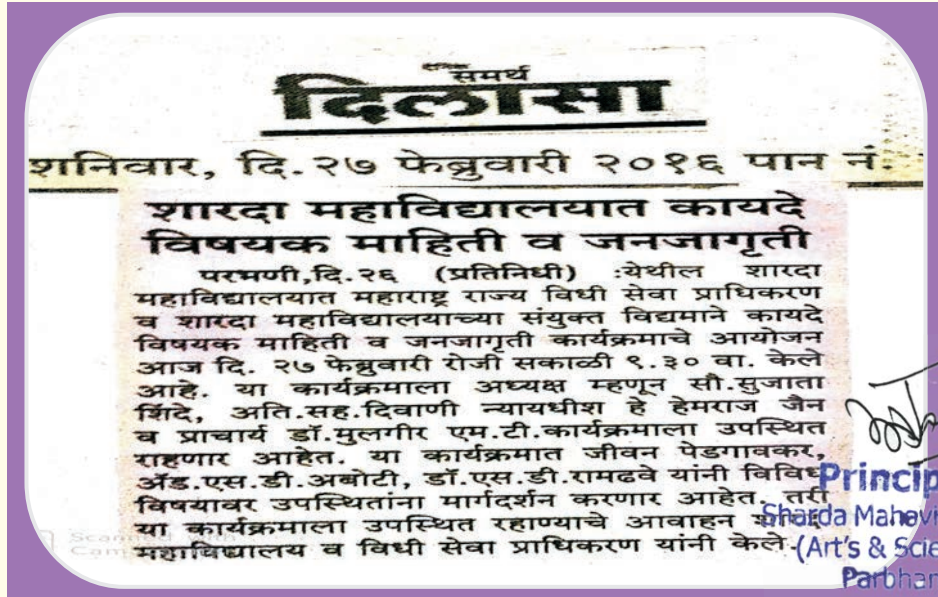 समर्थ
दिलासा
शनिवार, दि.२७ फेब्रुवारी २०१६ पान नं.
शारदा महाविद्यालयात कायदे
विषयक माहिती व जनजागृती
परभणी,दि.२६ (प्रतिनिधी) :येथील शारदा
महाविद्यालयात महाराष्ट्र राज्य विधी सेवा प्राधिकरण
व शारदा महाविद्यालयाच्या संयुक्त विद्यमाने कायदे
विषयक माहिती व जनजागृती कार्यक्रमाचे आयोजन
आज दि. २७ फेब्रुवारी रोजी सकाळी ९.३० वा. केले
आहे. या कार्यक्रमाला अध्यक्ष म्हणून सौ.सुजाता
शिंदे, अति.सह.दिवाणी न्यायधीश हे हेमराज जैन
व प्राचार्य डॉ.मुलगीर एम.टी.कार्यक्रमाला उपस्थित
राहणार आहेत. या कार्यक्रमात जीवन पेडगावकर,
अ‍ॅड.एस.डी.अबोटी, डॉ.एस.डी.रामढवे यांनी विविध
विषयावर उपस्थितांना मार्गदर्शन करणार आहेत. तरी
या कार्यक्रमाला उपस्थित रहाण्याचे आवाहन
महाविद्यालय व विधी सेवा प्राधिकरण यांनी केले.
Princip
Sharda Mahavi
(Art's & Scie
Parbhan
Scanned with
Cam